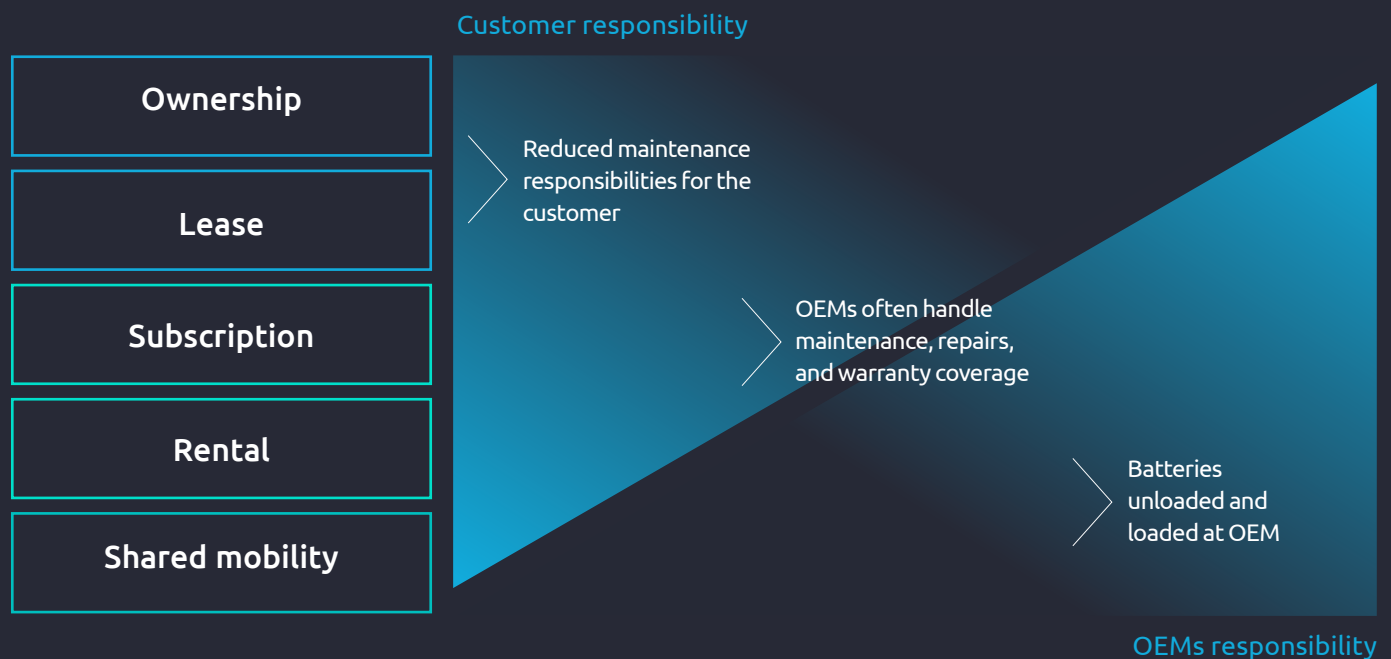 Customer responsibility
Ownership
Lease
Subscription
Rental
Shared mobility
Reduced maintenance
responsibilities for the
customer
OEMs often handle
maintenance, repairs,
and warranty coverage
Batteries
unloaded and
loaded at OEM
OEMs responsibility